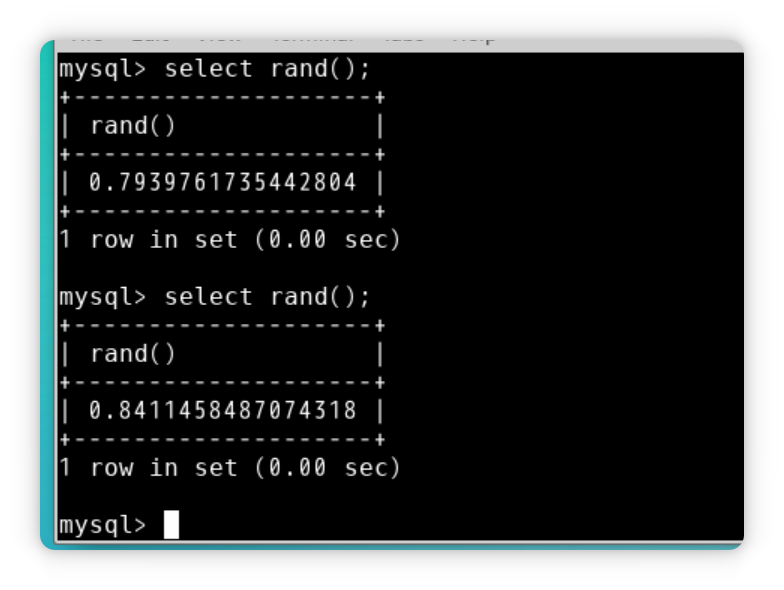 mysql> select rand();
+--------------------+
| rand()             |
+--------------------+
| 0.7939761735442804 |
+--------------------+
1 row in set (0.00 sec)

mysql> select rand();
+--------------------+
| rand()             |
+--------------------+
| 0.8411458487074318 |
+--------------------+
1 row in set (0.00 sec)

mysql>